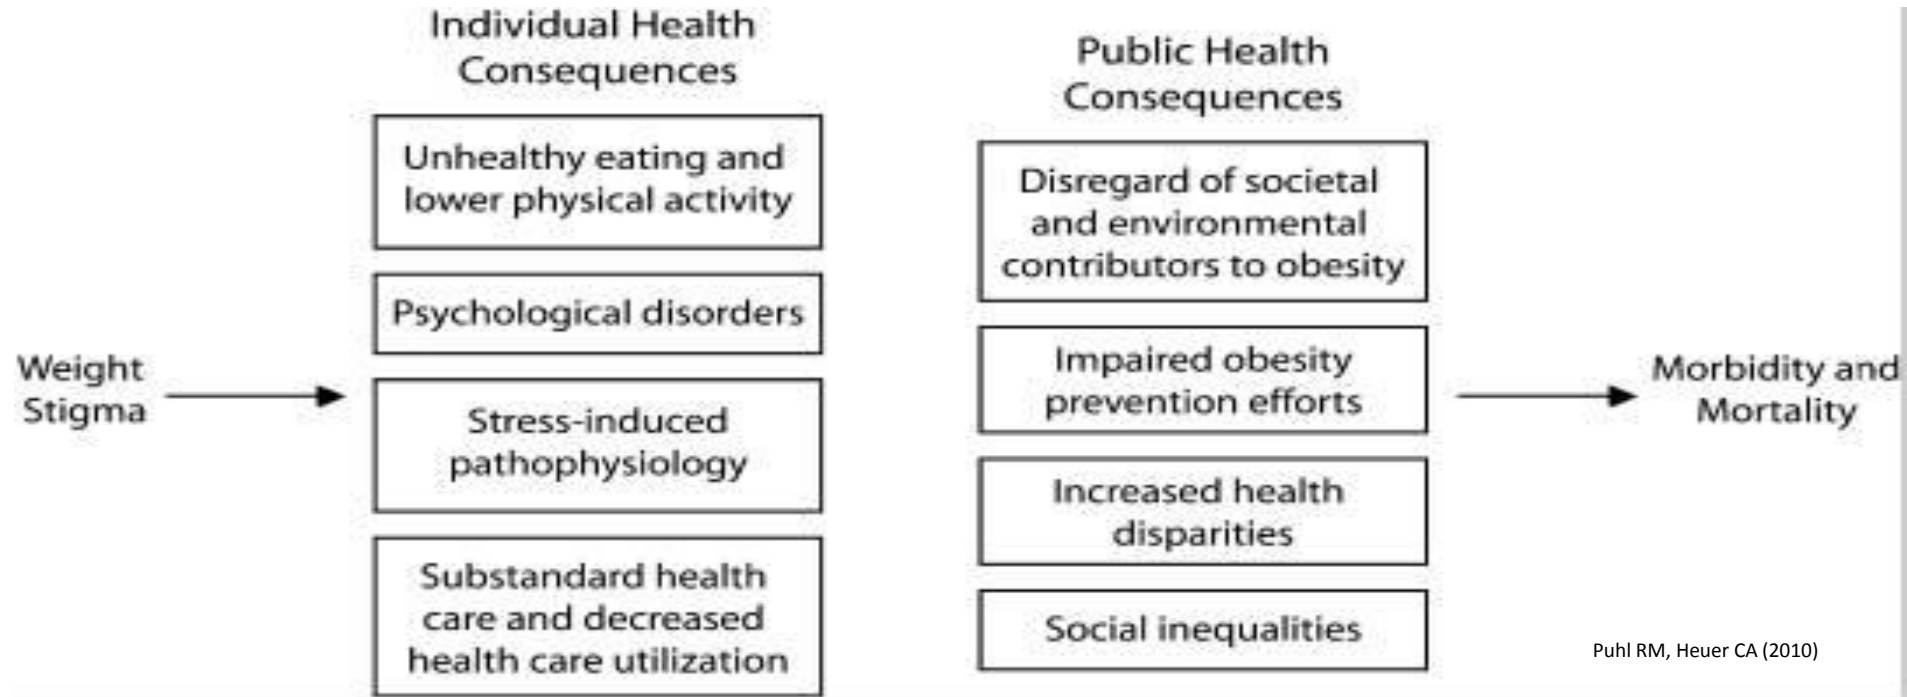 Individual Health
Consequences
Unhealthy eating and
lower physical activity
Psychological disorders
Weight
Stigma
Stress-induced
pathophysiology
Substandard health
care and decreased
health care utilization
Public Health
Consequences
Disregard of societal
and environmental
contributors to obesity
Impaired obesity
prevention efforts
Increased health
disparities
Social inequalities
Morbidity and
Mortality
Puhl RM, Heuer CA (2010)